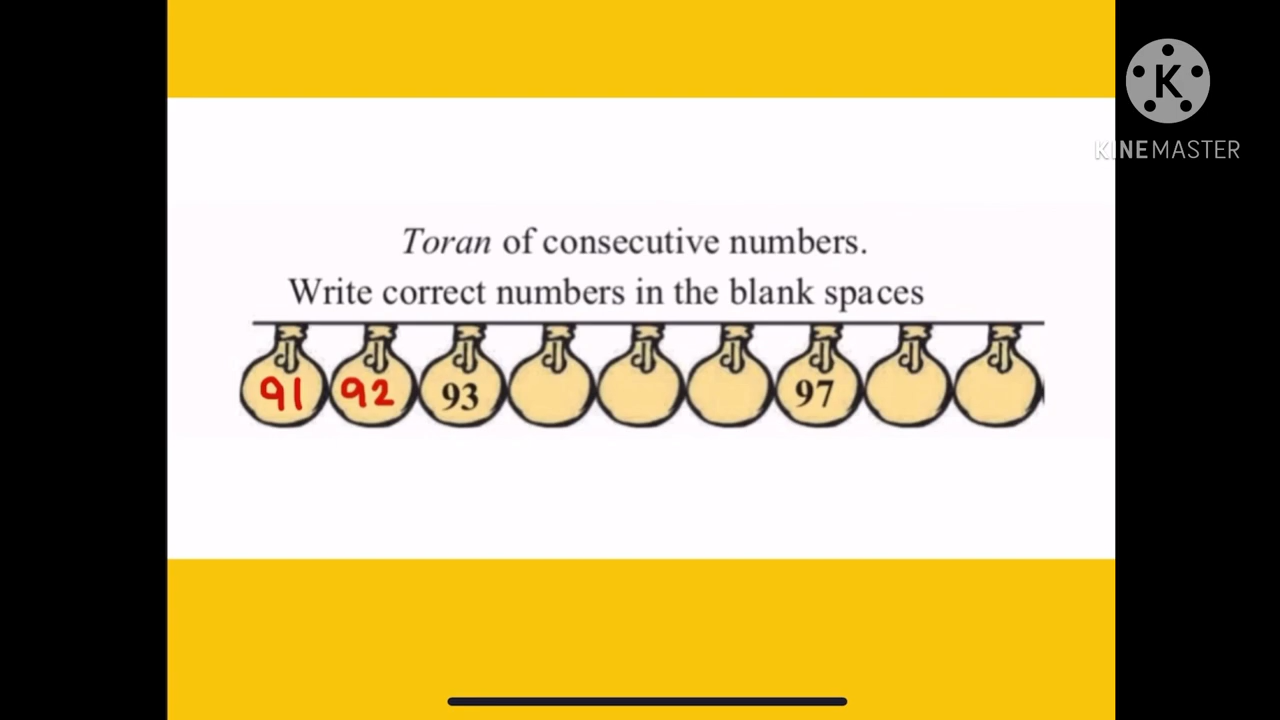 K
KINEMASTER
Toran of consecutive numbers.
Write correct numbers in the blank spaces
91 92 93 97